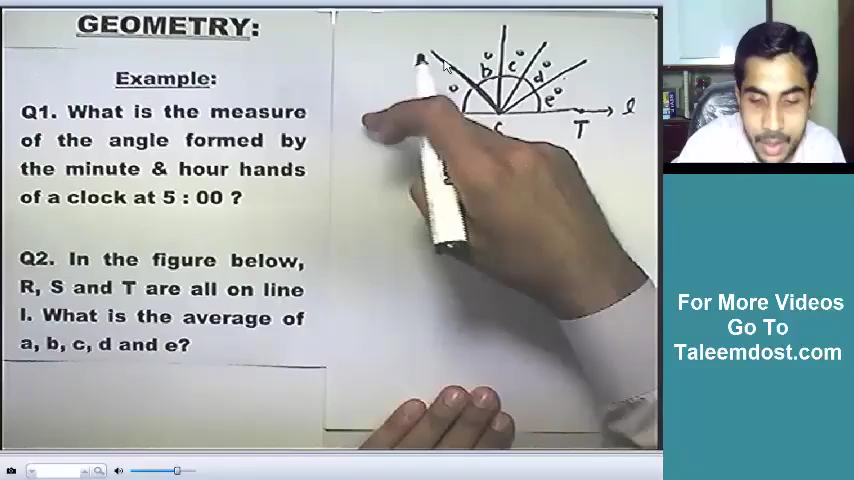 GEOMETRY:
Example:
Q1. What is the measure
of the angle formed by
the minute & hour hands
of a clock at 5 : 00 ?
Q2. In the figure below,
R, S and T are all on line
l. What is the average of
a, b, c, d and e?
b° c° d° e°
T l
For More Videos
Go To
Taleemdost.com